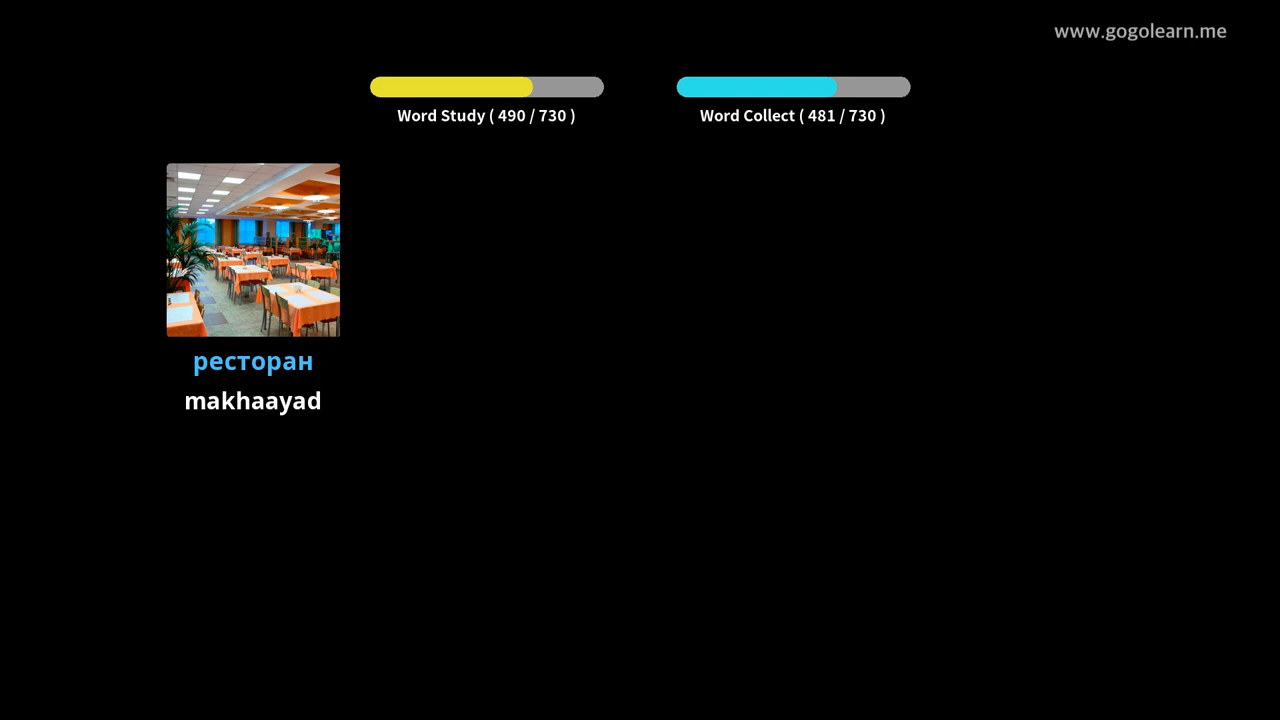 www.gogolearn.me
Word Study ( 490 / 730 )
Word Collect ( 481 / 730 )
ресторан
makhaayad